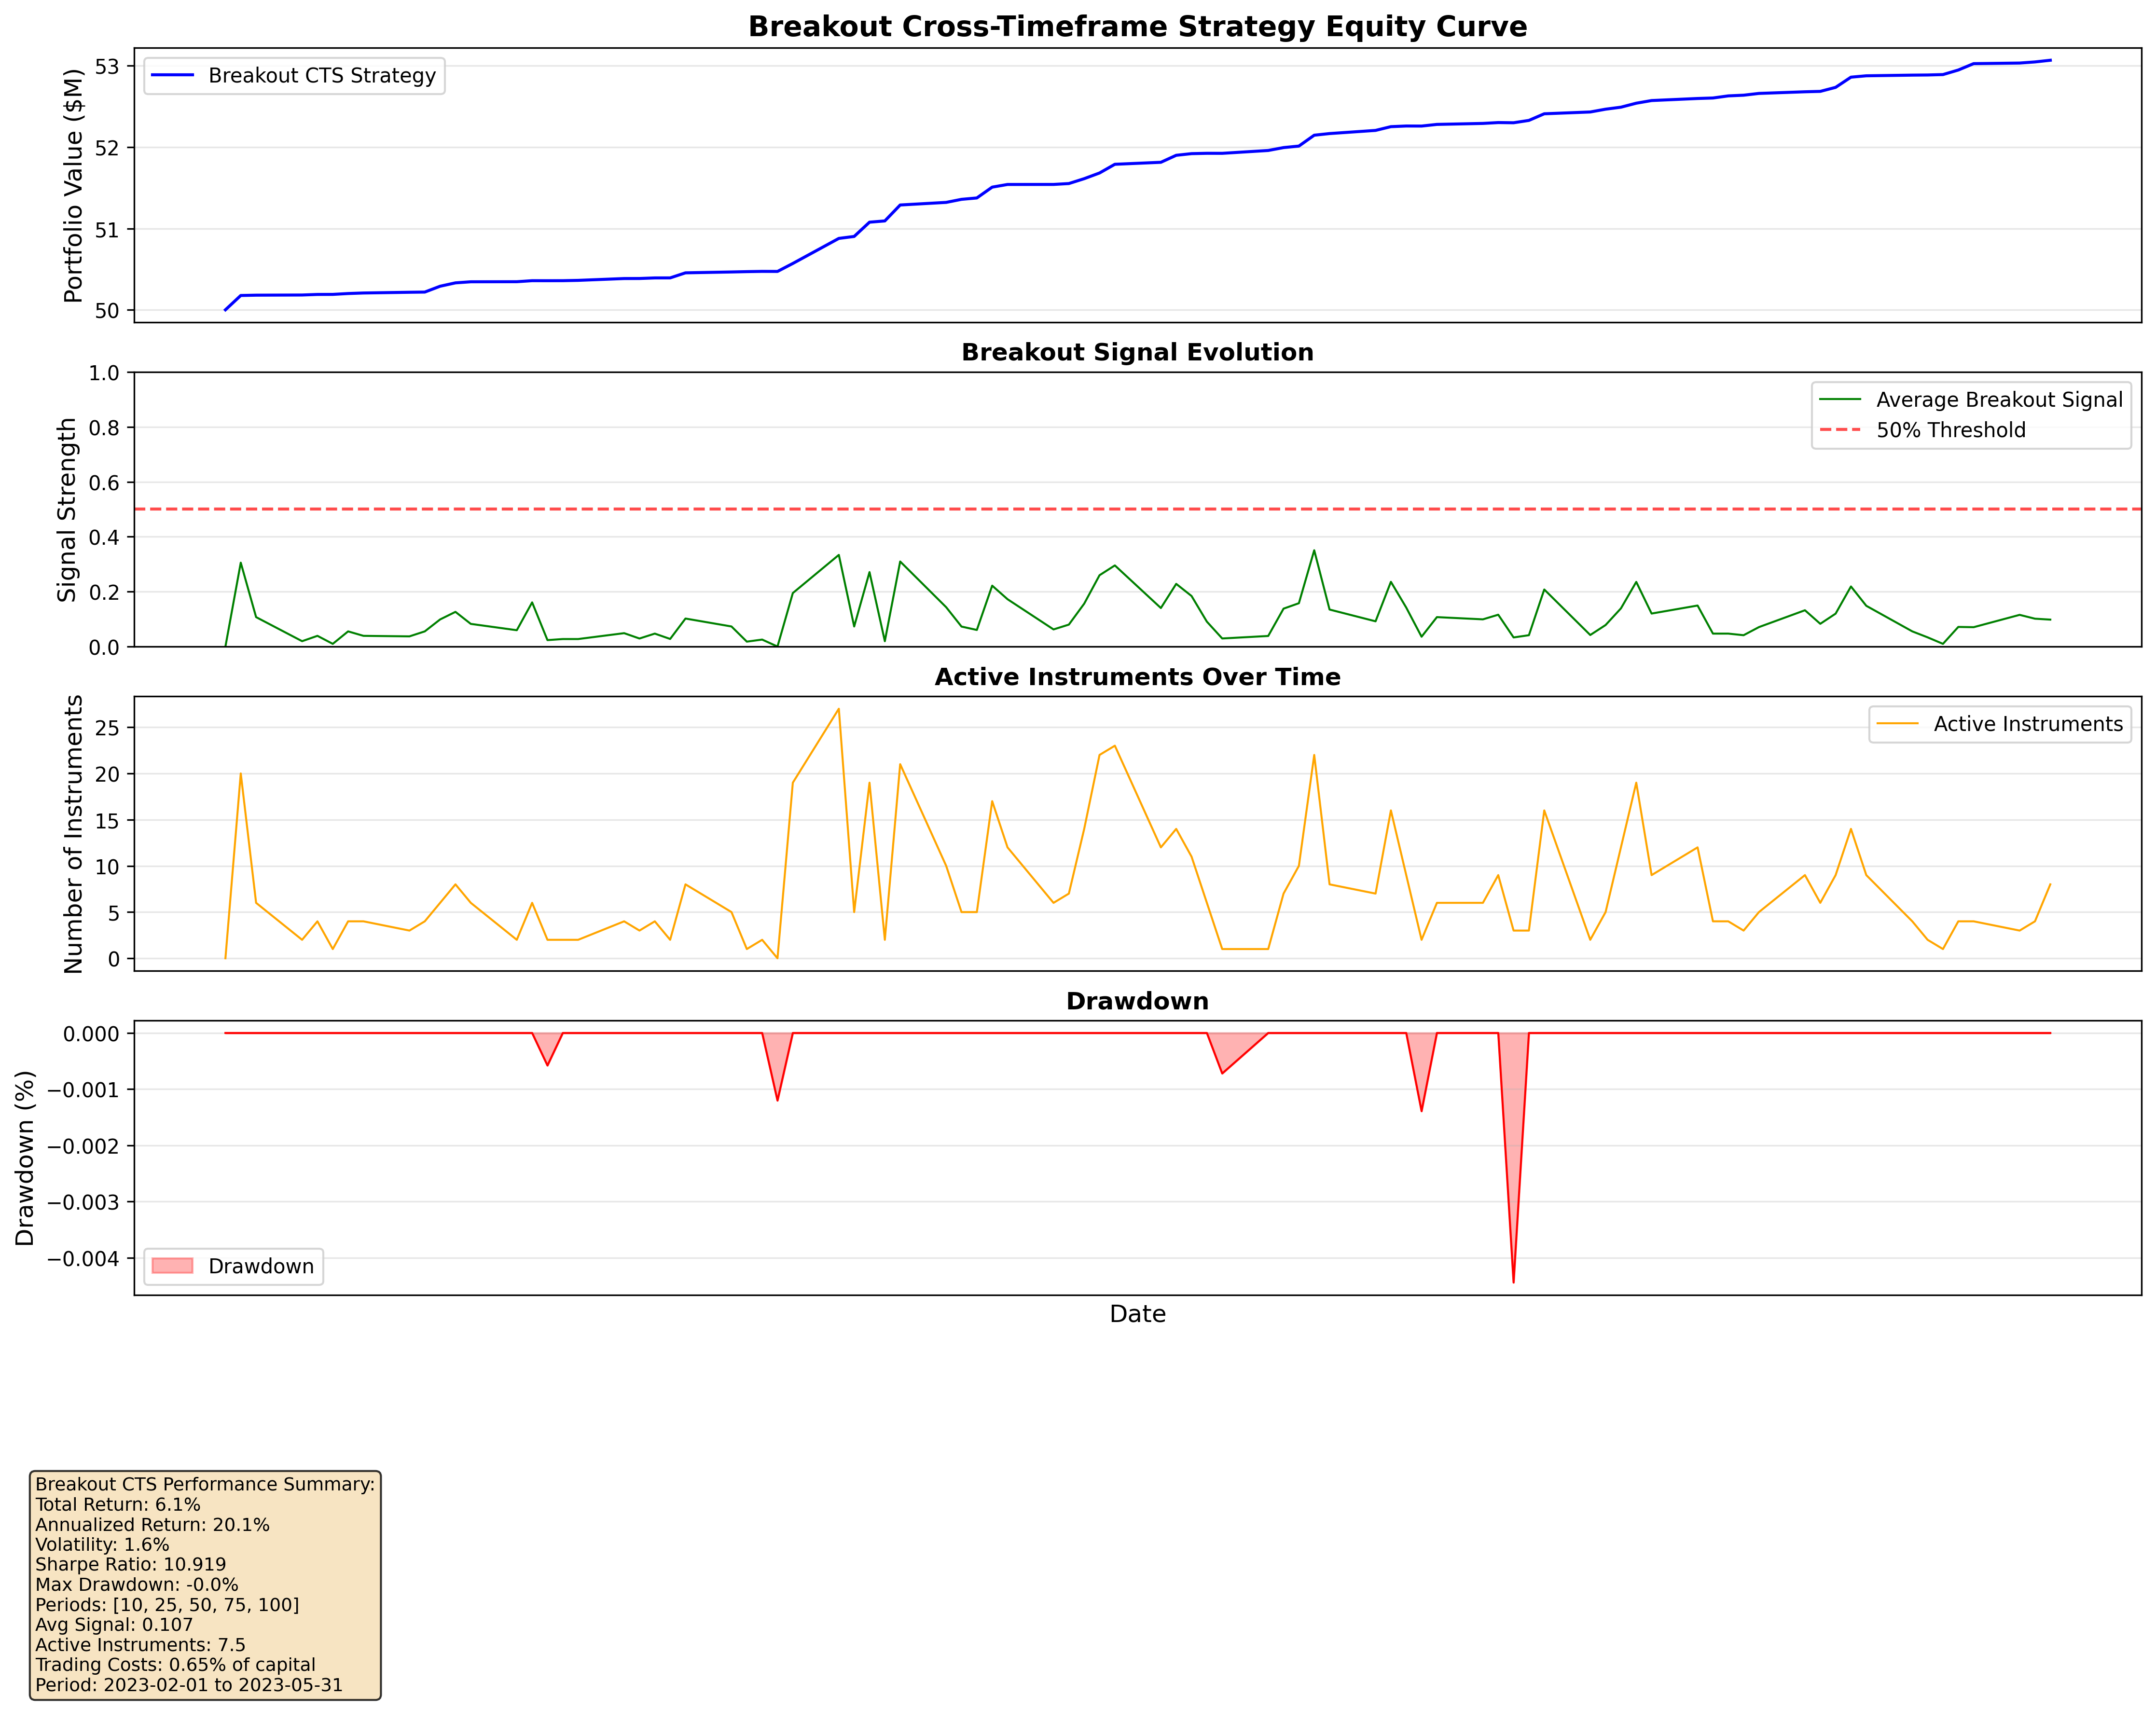 Breakout Cross-Timeframe Strategy Equity Curve
Portfolio Value ($M)
53
52
51
50
Breakout CTS Strategy
Breakout Signal Evolution
Signal Strength
1.0
0.8
0.6
0.4
0.2
0.0
Average Breakout Signal
50% Threshold
Active Instruments Over Time
Number of Instruments
25
20
15
10
5
0
Active Instruments
Drawdown
Drawdown (%)
0.000
−0.001
−0.002
−0.003
−0.004
Drawdown
Date
Breakout CTS Performance Summary:
Total Return: 6.1%
Annualized Return: 20.1%
Volatility: 1.6%
Sharpe Ratio: 10.919
Max Drawdown: -0.0%
Periods: [10, 25, 50, 75, 100]
Avg Signal: 0.107
Active Instruments: 7.5
Trading Costs: 0.65% of capital
Period: 2023-02-01 to 2023-05-31